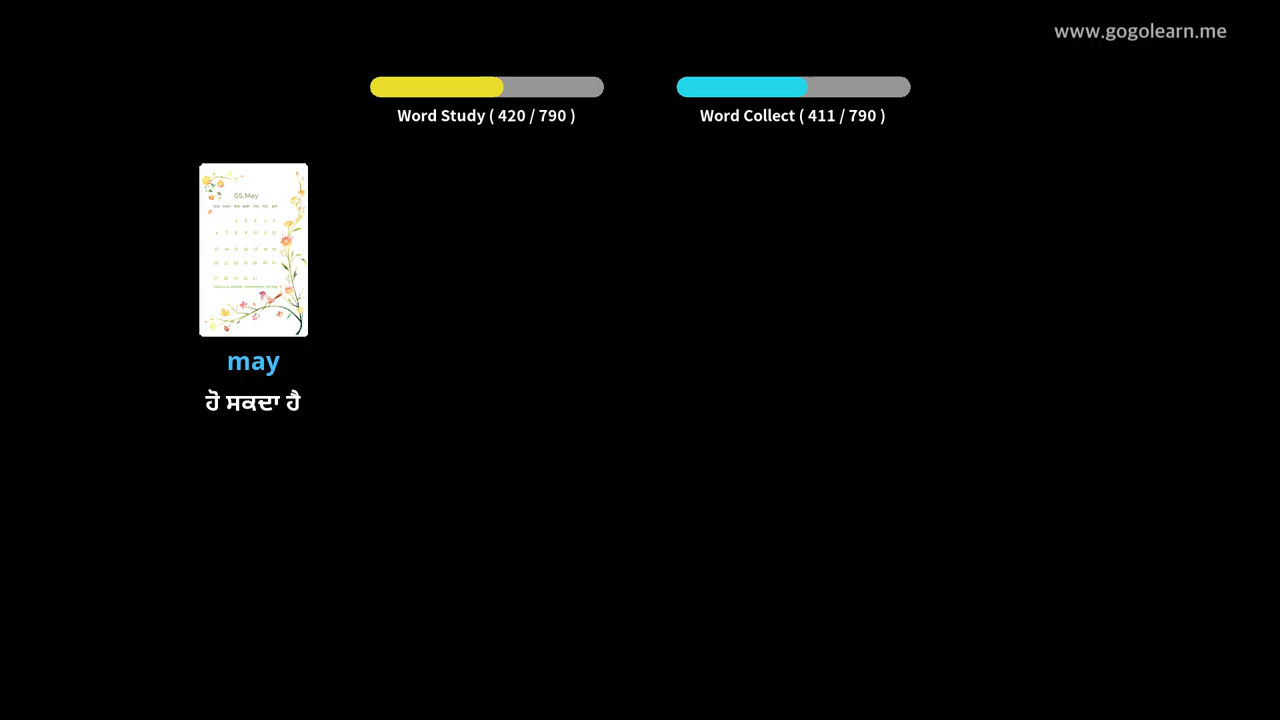 www.gogolearn.me
Word Study ( 420 / 790 )
Word Collect ( 411 / 790 )
05.May
may
ਹੋ ਸਕਦਾ ਹੈ